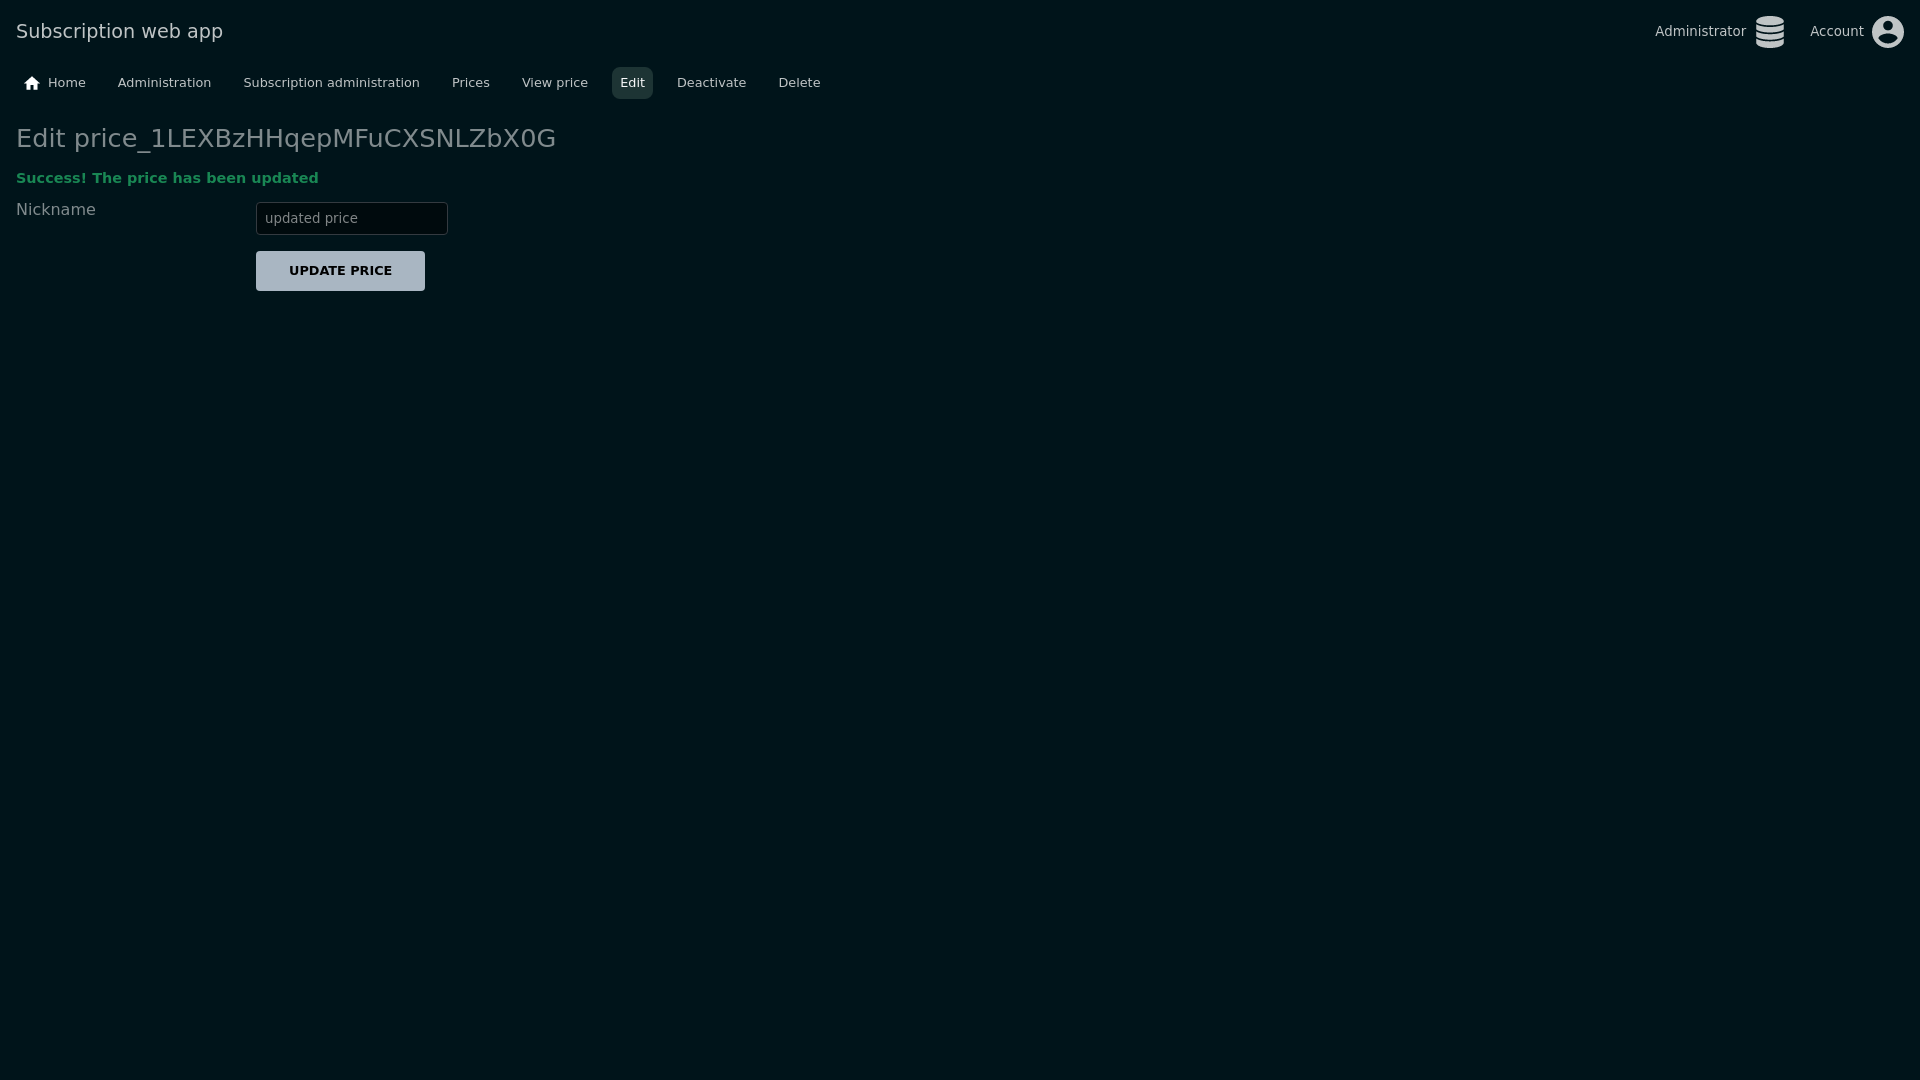 Subscription web app
Administrator
Account
Home
Administration
Subscription administration
Prices
View price
Edit
Deactivate
Delete
Edit price_1LEXBzHHqepMFuCXSNLZbX0G
Success! The price has been updated
Nickname
updated price
UPDATE PRICE